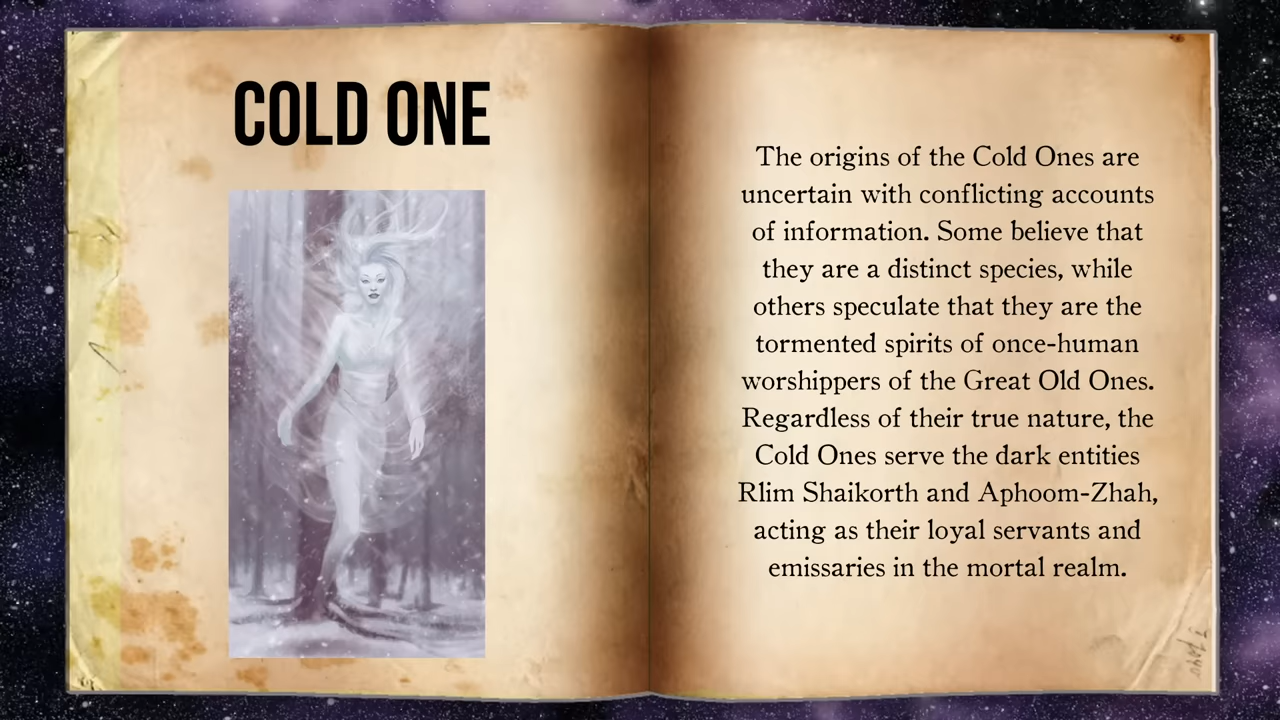 COLD ONE
The origins of the Cold Ones are
uncertain with conflicting accounts
of information. Some believe that
they are a distinct species, while
others speculate that they are the
tormented spirits of once-human
worshippers of the Great Old Ones.
Regardless of their true nature, the
Cold Ones serve the dark entities
Rlim Shaikorth and Aphoom-Zhah,
acting as their loyal servants and
emissaries in the mortal realm.